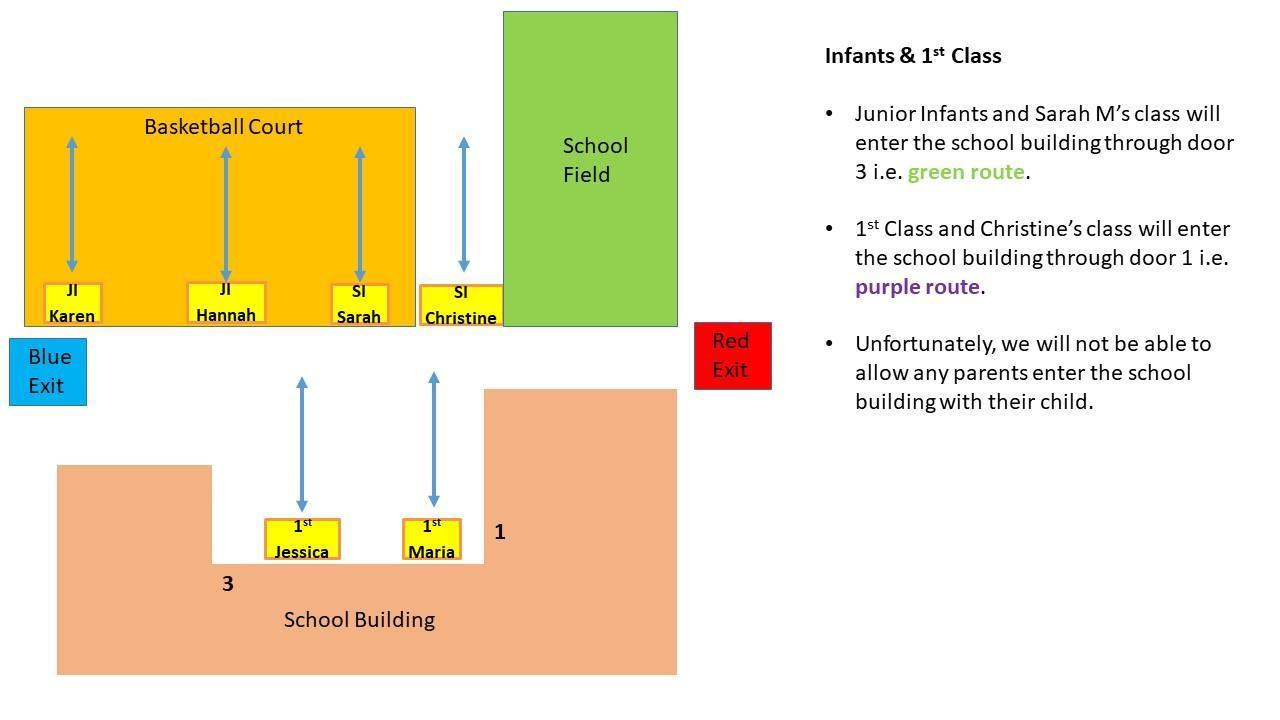 Infants & 1st Class
Basketball Court
School
Field
• Junior Infants and Sarah M’s class will
enter the school building through door
3 i.e. green route.
• 1st Class and Christine’s class will enter
the school building through door 1 i.e.
purple route.
• Unfortunately, we will not be able to
allow any parents enter the school
building with their child.
JI
Karen
JI
Hannah
SI
Sarah
SI
Christine
Blue
Exit
Red
Exit
1st
Jessica
1st
Maria
1
3
School Building